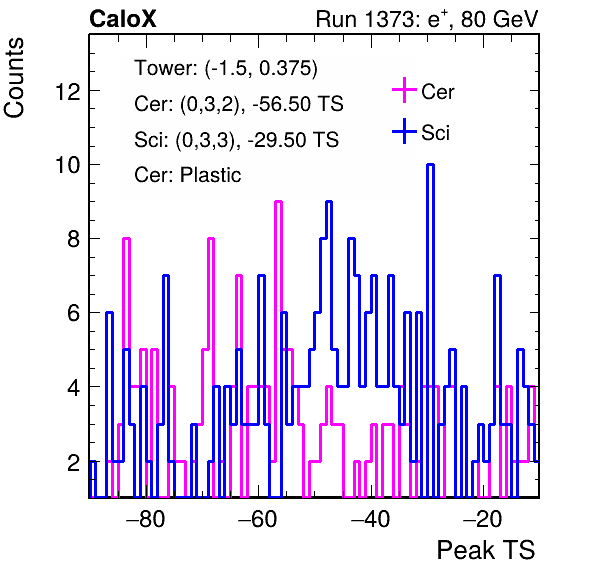 CaloX Run 1373: e⁺, 80 GeV
Counts
Tower: (-1.5, 0.375)
Cer: (0,3,2), -56.50 TS
Sci: (0,3,3), -29.50 TS
Cer: Plastic
Cer
Sci
12
10
8
6
4
2
−80 −60 −40 −20
Peak TS